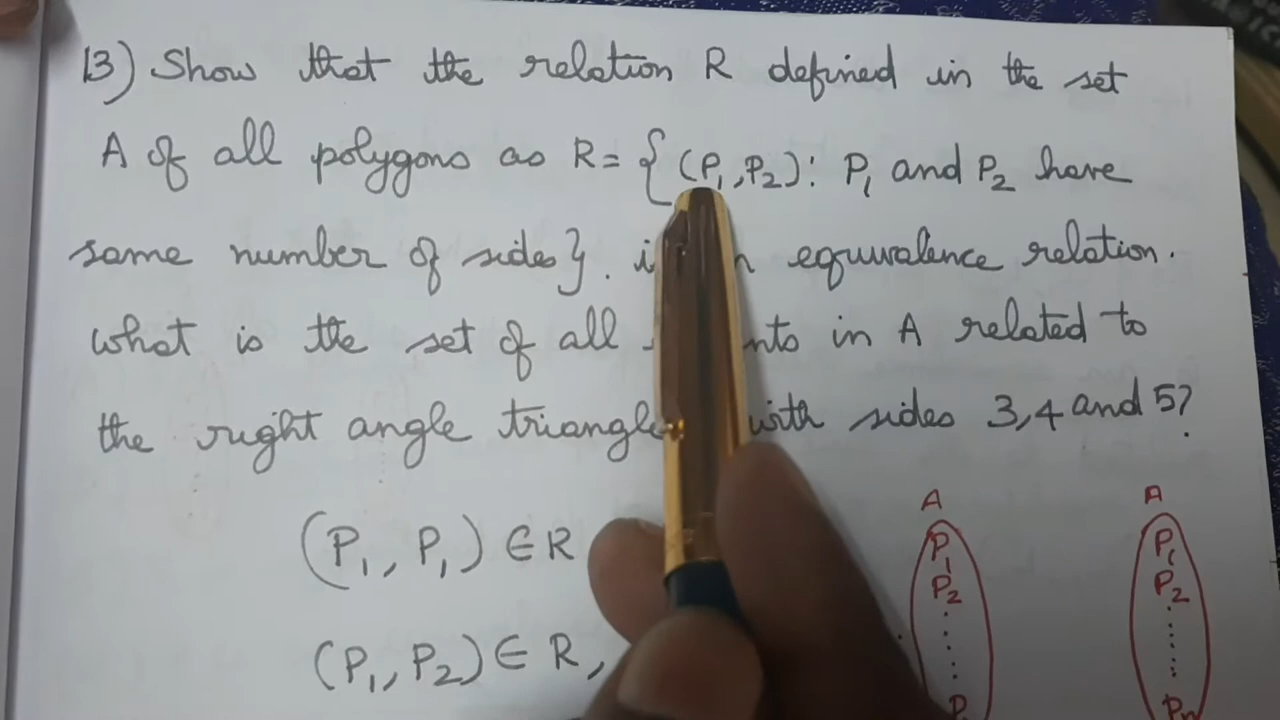 13) Show that the relation R defined in the set
A of all polygons as R = { (P₁, P₂) : P₁ and P₂ have
same number of sides } . equivalence relation.
what is the set of all in A related to
the right angle triangle with sides 3, 4 and 5?
(P₁, P₁) ∈ R
(P₁, P₂) ∈ R,
A
P₁
P₂
.....
P
A
P₁
P₂
.....
Pn